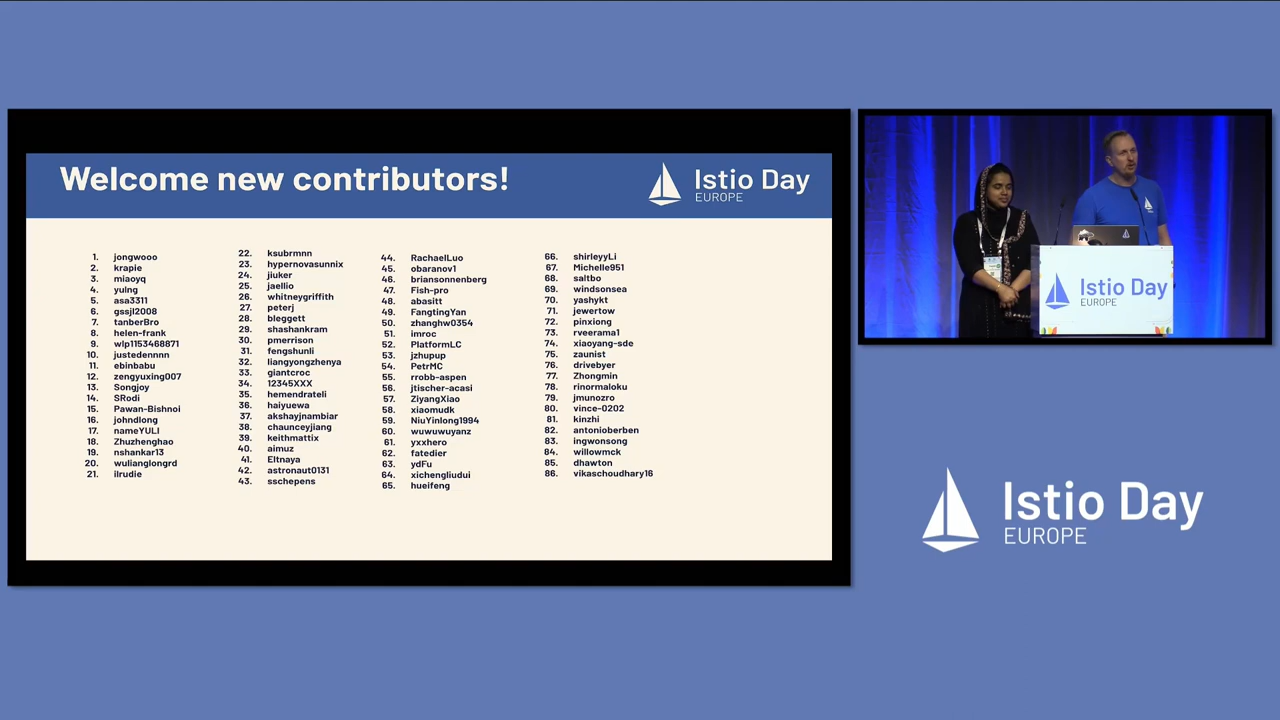 Welcome new contributors!
Istio Day
EUROPE
1. jongwooo
2. krapie
3. miaoyq
4. yulng
5. asa3311
6. gssjl2008
7. tanberBro
8. helen-frank
9. wlp1153468871
10. justedennnn
11. ebinbabu
12. zengyuxing007
13. Songjoy
14. SRodi
15. Pawan-Bishnoi
16. johndlong
17. nameYULI
18. Zhuzhenghao
19. nshankar13
20. wulianglongrd
21. ilrudie
22. ksubrmnn
23. hypernovasunnix
24. jiuker
25. jaellio
26. whitneygriffith
27. peterj
28. bleggett
29. shashankram
30. pmerrison
31. fengshunli
32. liangyongzhenya
33. giantcroc
34. 12345XXX
35. hemendrateli
36. haiyuewa
37. akshayjnambiar
38. chaunceyjiang
39. keithmattix
40. aimuz
41. Eltnaya
42. astronaut0131
43. sschepens
44. RachaelLuo
45. obaranov1
46. briansonnenberg
47. Fish-pro
48. abasitt
49. FangtingYan
50. zhanghw0354
51. imroc
52. PlatformLC
53. jzhupup
54. PetrMC
55. rrobb-aspen
56. jtischer-acasi
57. ZiyangXiao
58. xiaomudk
59. NiuYinlong1994
60. wuwuwuyanz
61. yxxhero
62. fatedier
63. ydFu
64. xichengliudui
65. hueifeng
66. shirleyyLi
67. Michelle951
68. saltbo
69. windsonsea
70. yashykt
71. jewertow
72. pinxiong
73. rveerama1
74. xiaoyang-sde
75. zaunist
76. drivebyer
77. Zhongmin
78. rinormaloku
79. jmunozro
80. vince-0202
81. kinzhi
82. antonioberben
83. ingwonsong
84. willowmck
85. dhawton
86. vikaschoudhary16
Istio Day
EUROPE
Istio Day
EUROPE